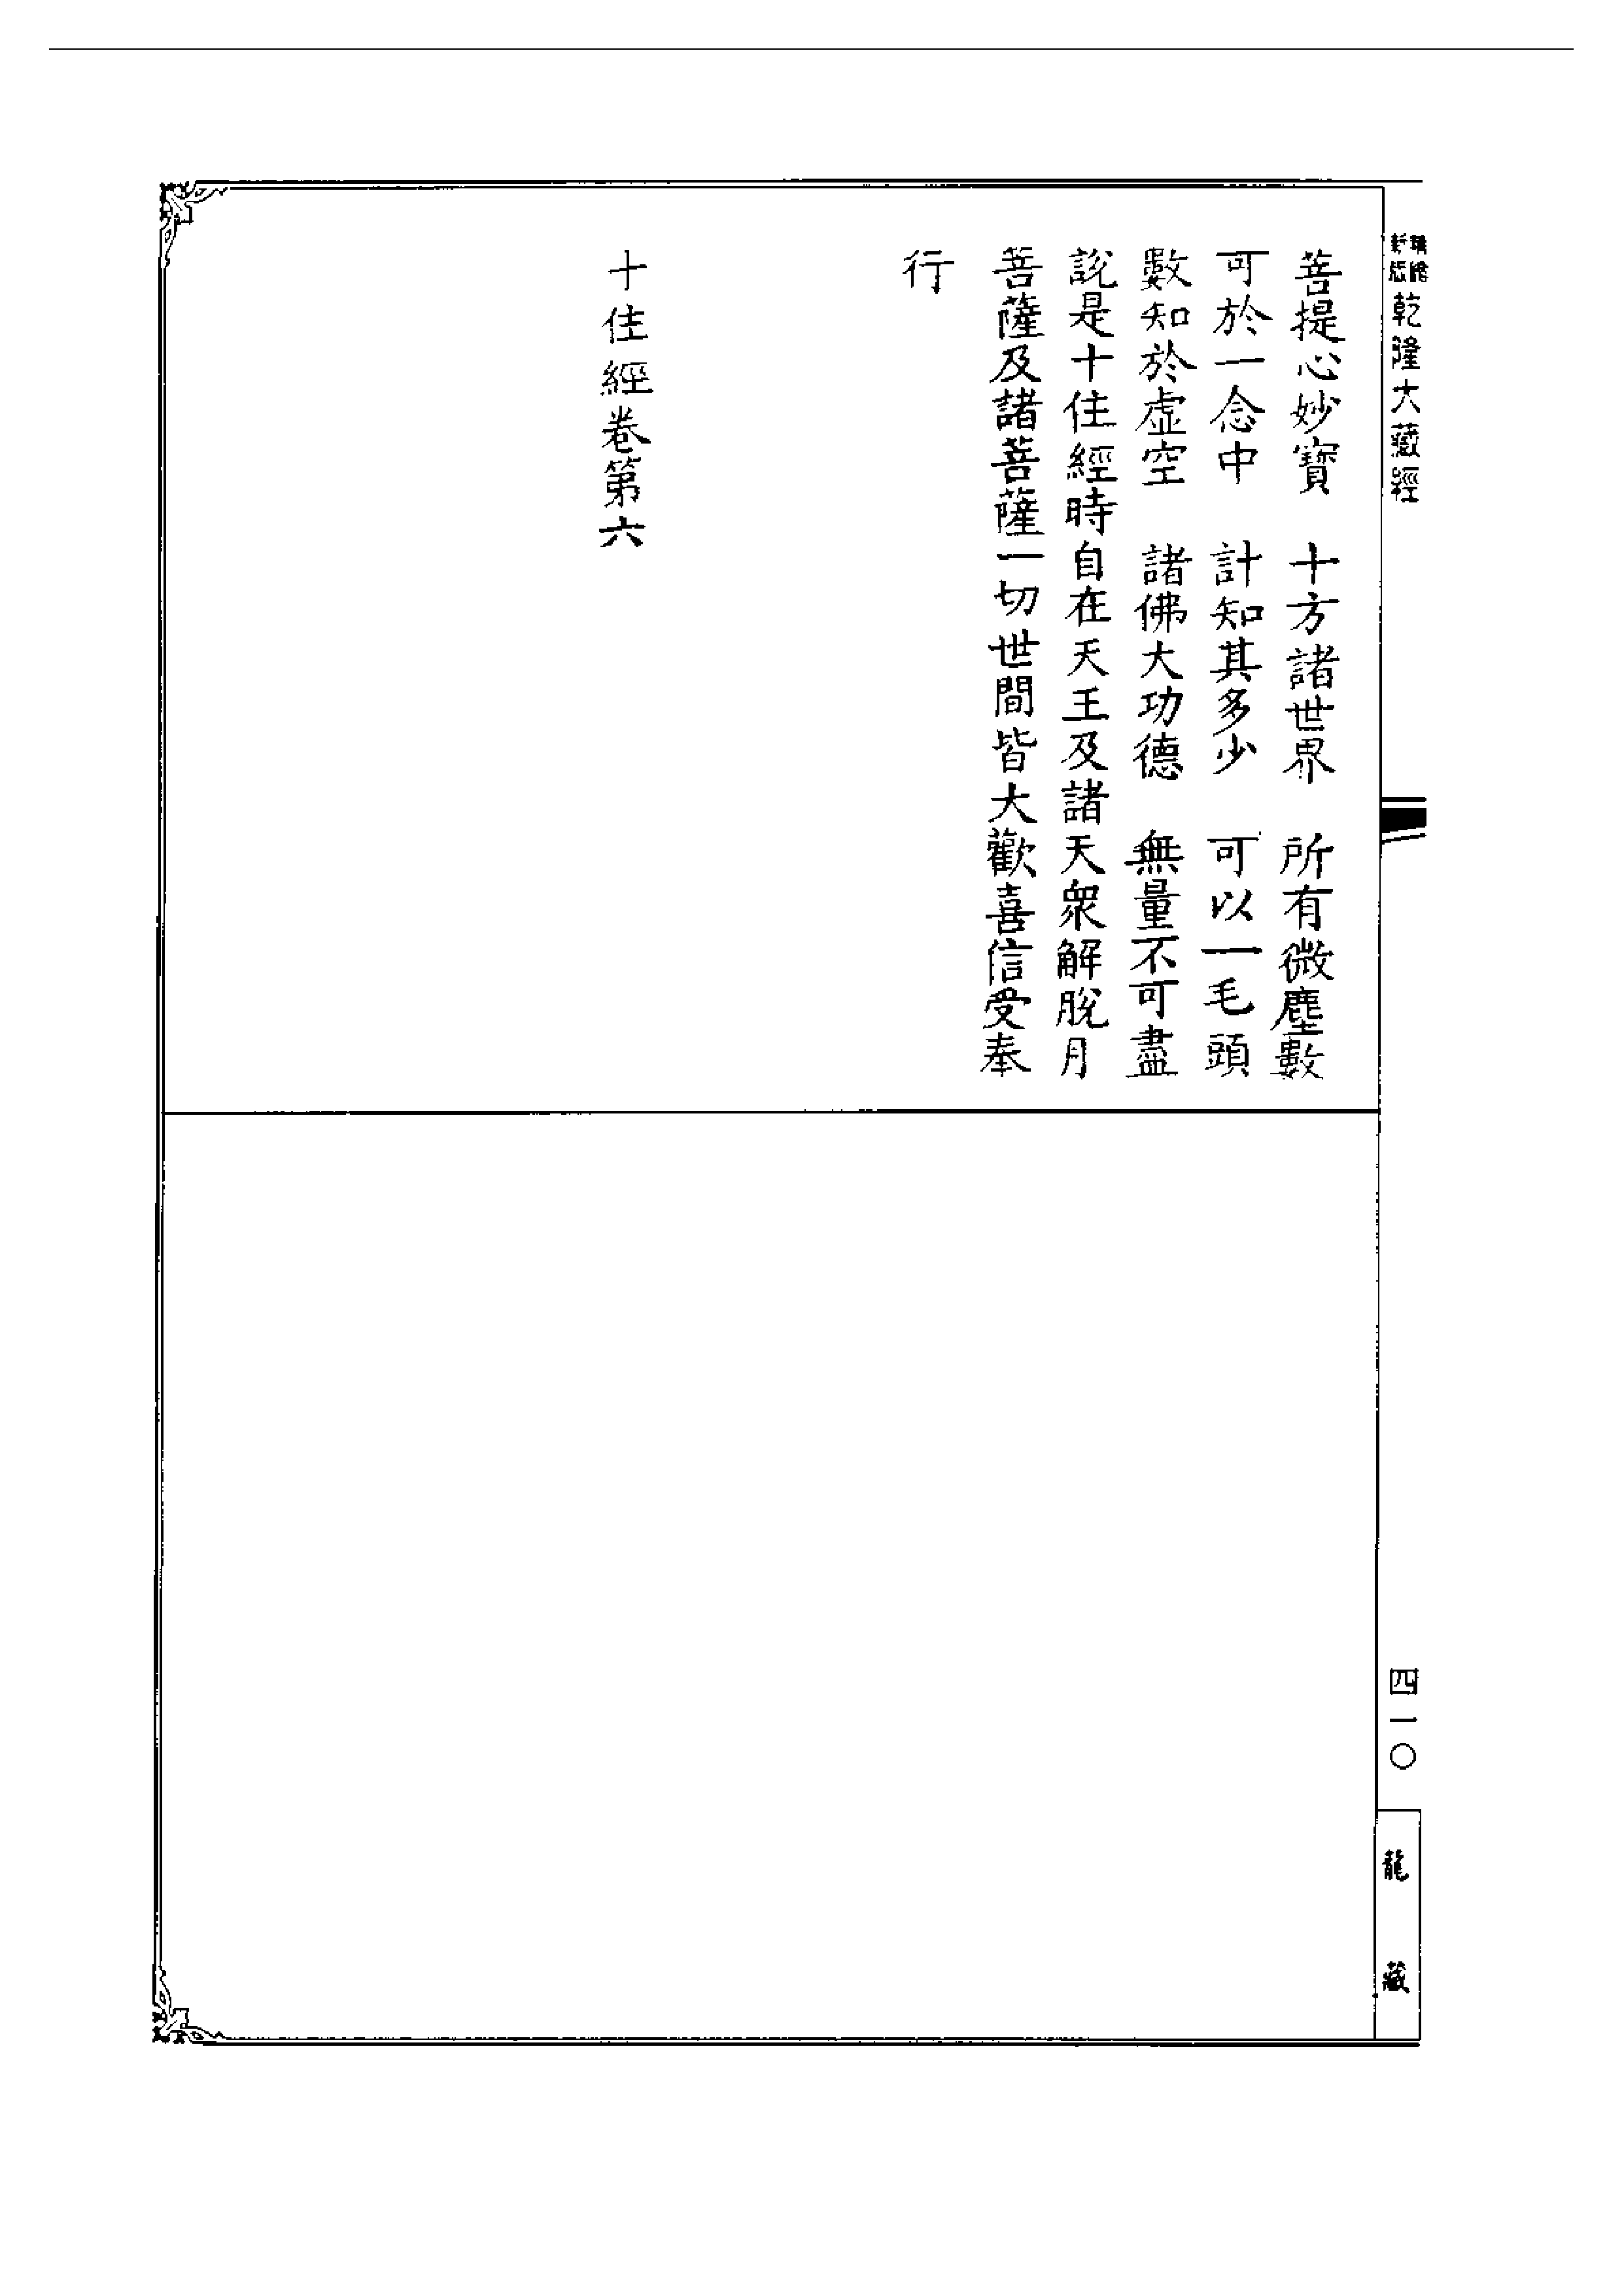 乾隆大藏經
菩提心妙寶　十方諸世界　所有微塵數
可於一念中　計知其多少　可以一毛頭
數知於虛空　諸佛大功德　無量不可盡
說是十住經時自在天王及諸天眾解脫月
菩薩及諸菩薩一切世間皆大歡喜信受奉
行
十住經卷第六
四一〇
龍藏